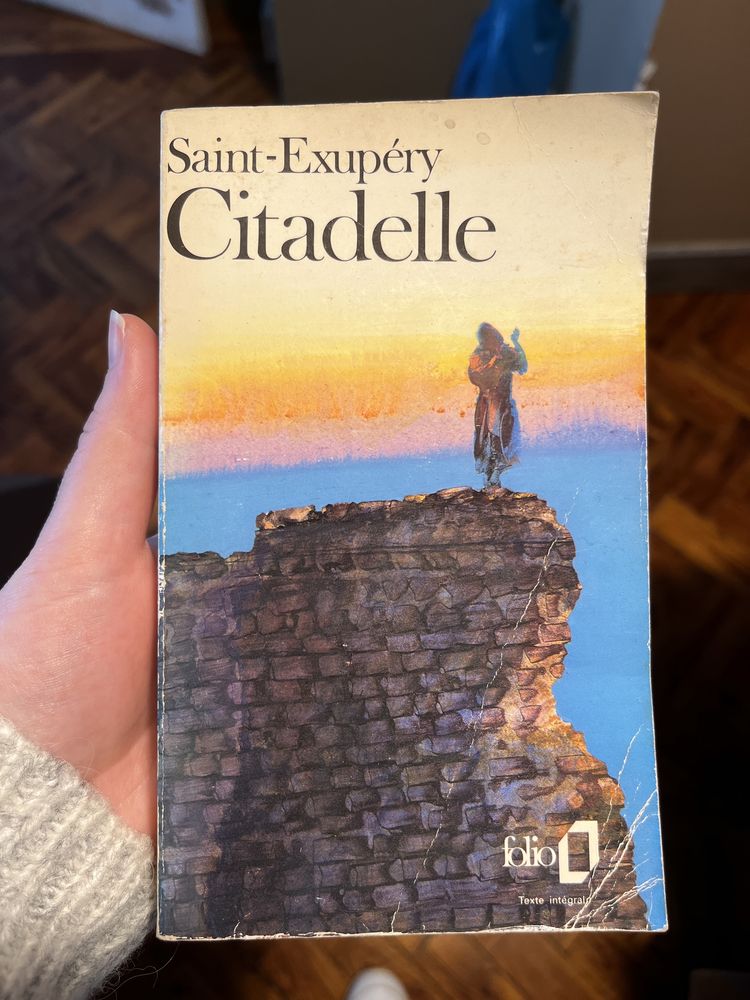 Saint-Exupéry
Citadelle
folio
Texte intégral